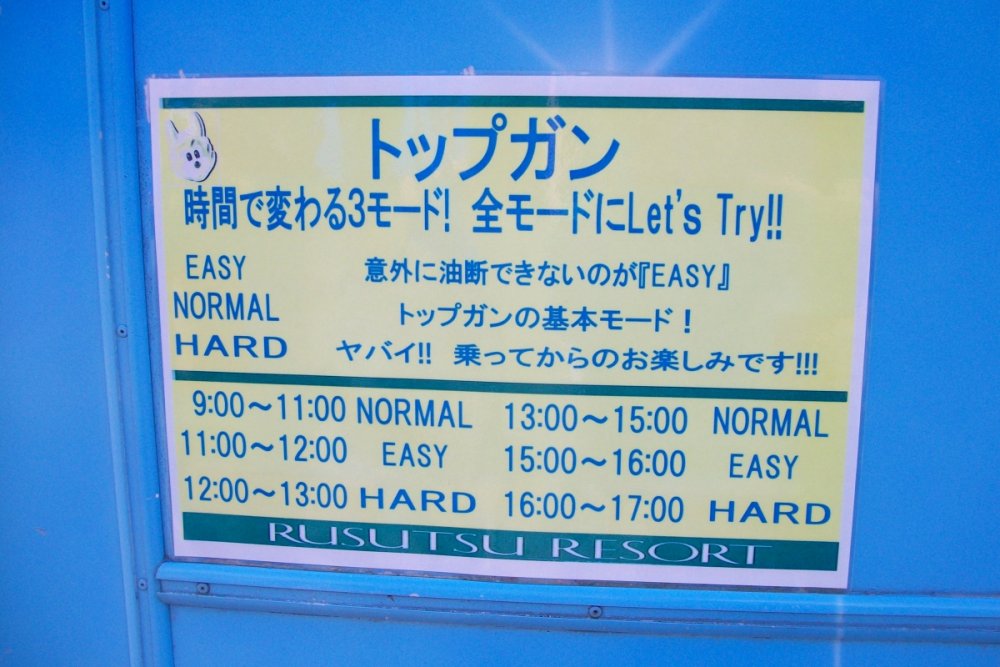 トップガン
時間で変わる3モード! 全モードにLet's Try!!
EASY 意外に油断できないのが『EASY』
NORMAL トップガンの基本モード！
HARD ヤバイ!! 乗ってからのお楽しみです!!!
9:00～11:00 NORMAL 13:00～15:00 NORMAL
11:00～12:00 EASY 15:00～16:00 EASY
12:00～13:00 HARD 16:00～17:00 HARD
RUSUTSU RESORT